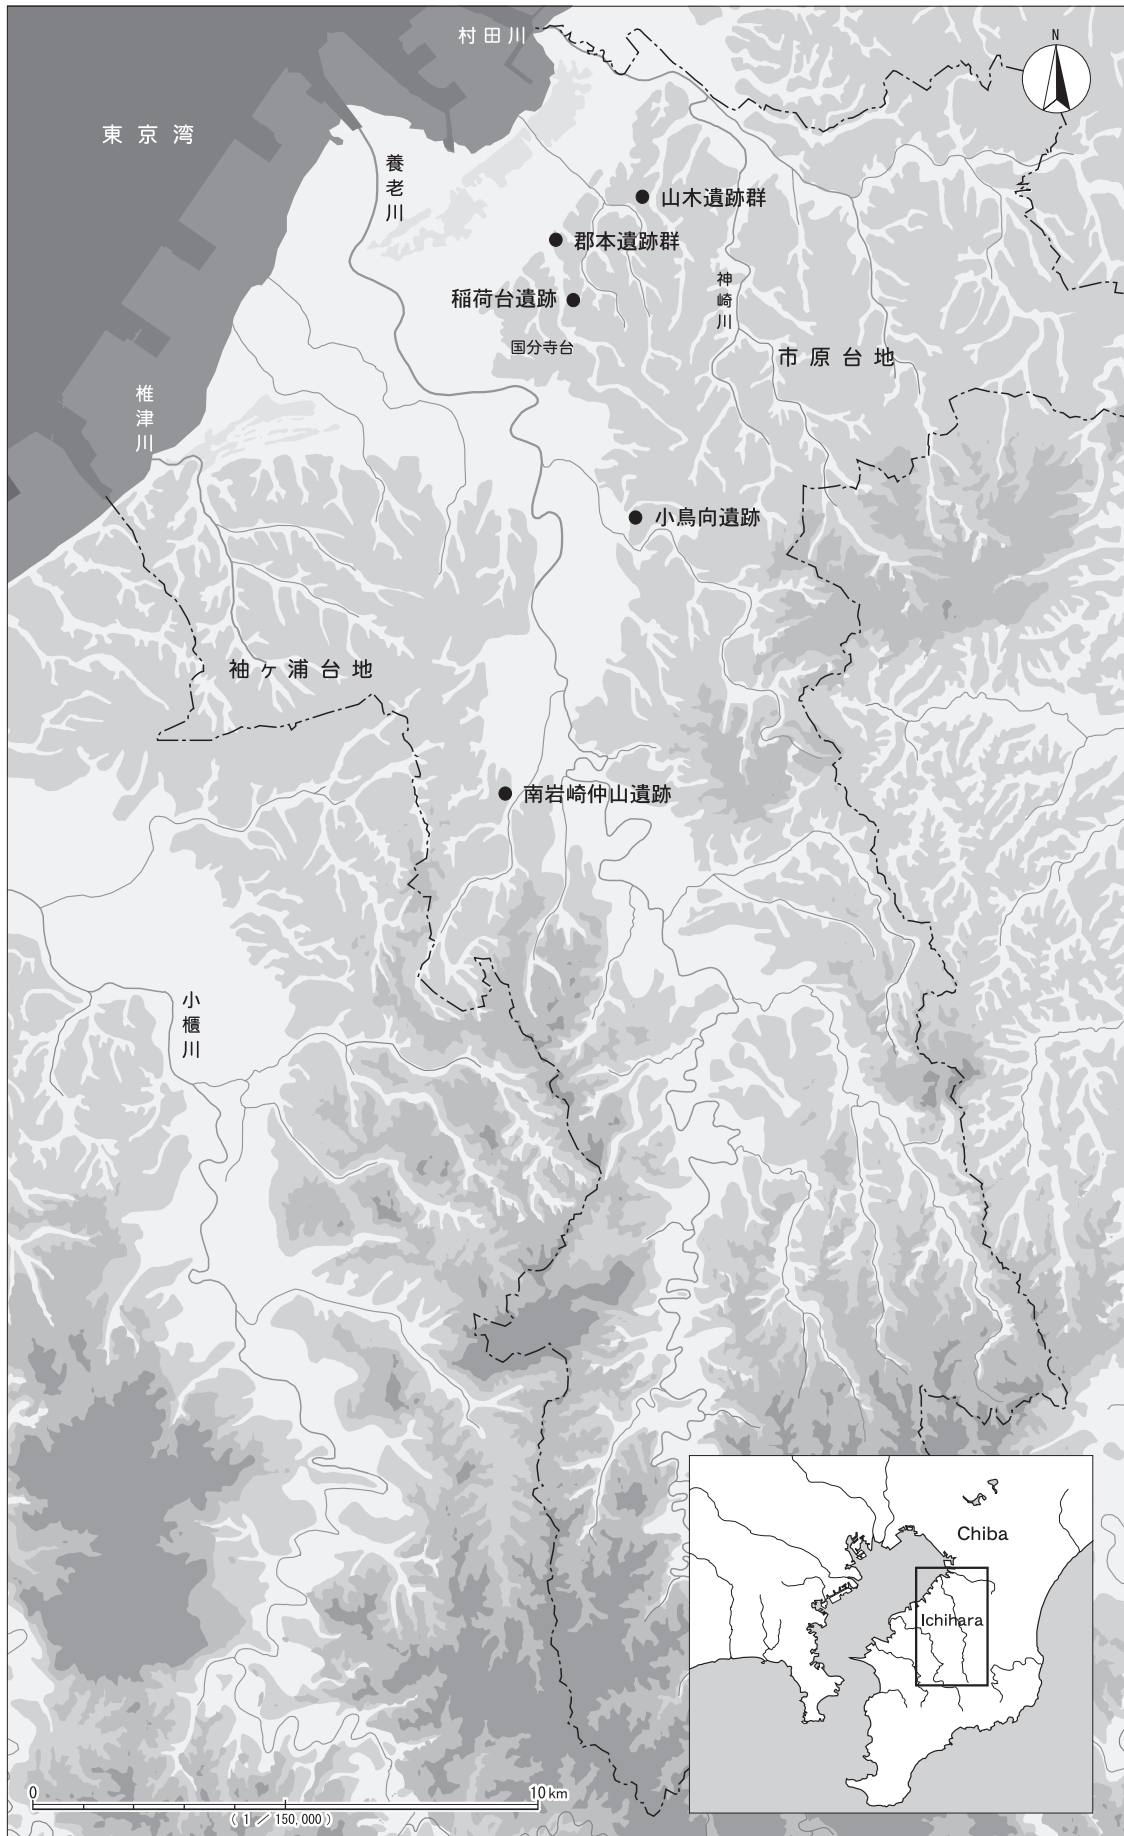 村田川
N
東京湾
養老川
山木遺跡群
郡本遺跡群
神崎川
稲荷台遺跡
国分寺台
市原台地
椎津川
小鳥向遺跡
袖ヶ浦台地
南岩崎仲山遺跡
小櫃川
Chiba
Ichihara
0 10km
(1/150,000)